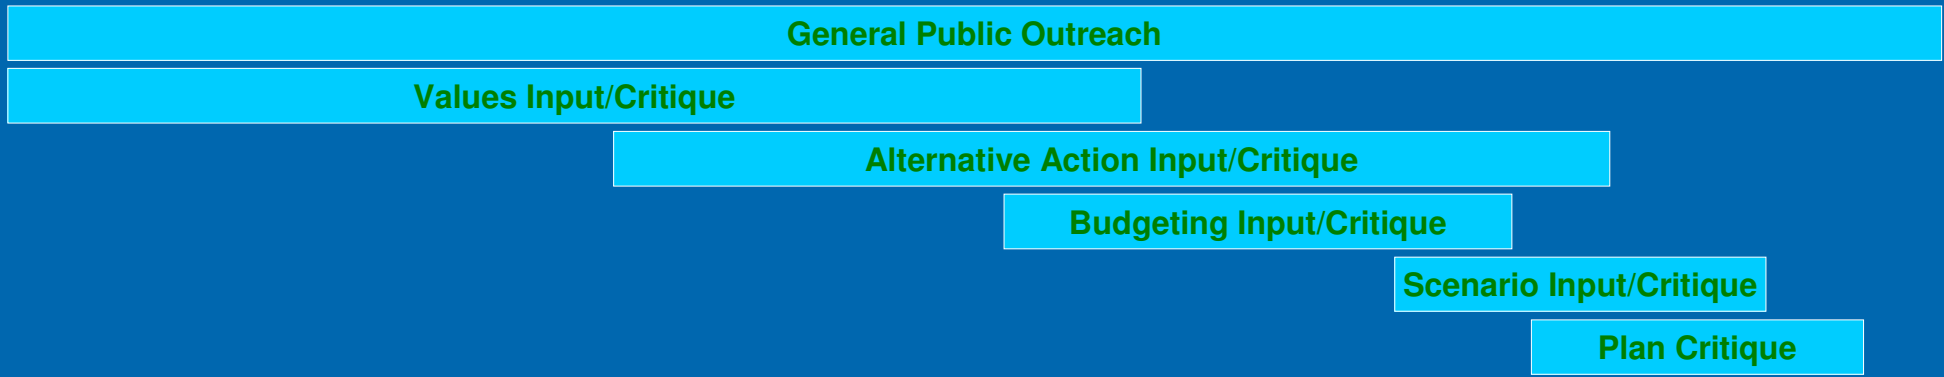 General Public Outreach
Values Input/Critique
Alternative Action Input/Critique
Budgeting Input/Critique
Scenario Input/Critique
Plan Critique